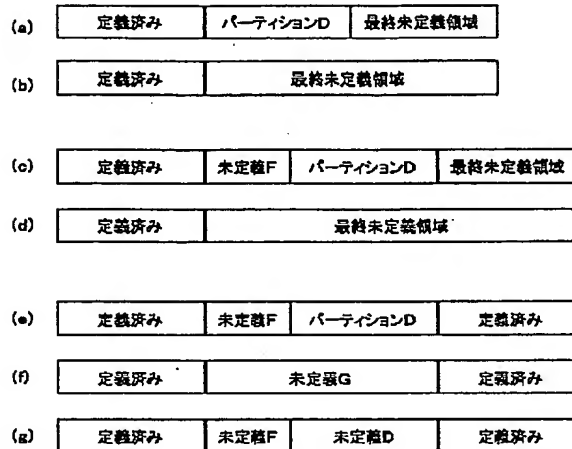 (a) 定義済み パーティションD 最終未定義領域
(b) 定義済み 最終未定義領域
(c) 定義済み 未定義F パーティションD 最終未定義領域
(d) 定義済み 最終未定義領域
(e) 定義済み 未定義F パーティションD 定義済み
(f) 定義済み 未定義G 定義済み
(g) 定義済み 未定義F 未定義D 定義済み